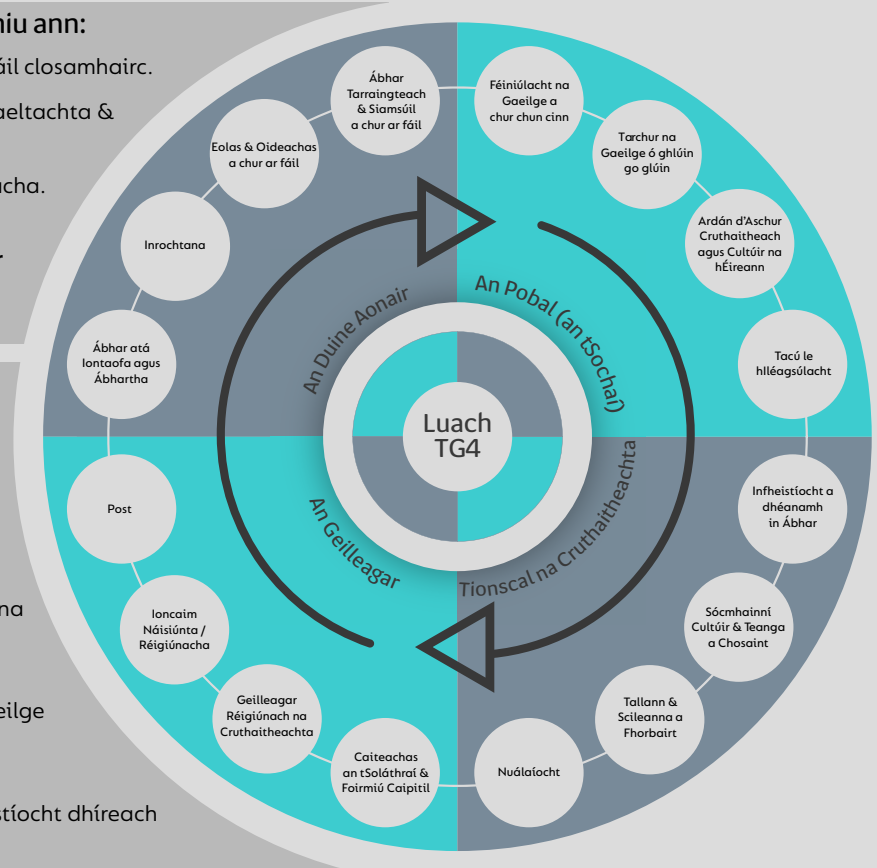 niu ann:
áil closamhairc.
aeltachta &
acha.
na
eilge
stíocht dhíreach
Ábhar
Tarraingteach
& Siamsúil
a chur ar fáil
Féiniúlacht na
Gaeilge a
chur chun cinn
Eolas & Oideachas
a chur ar fáil
Tarchur na
Gaeilge ó ghlúin
go glúin
Inrochtana
Ardán d'Aschur
Cruthaitheach
agus Cultúir na
hÉireann
Ábhar atá
Iontaofa agus
Ábhartha
Tacú le
hIléagsúlacht
An Duine Aonair
An Pobal (an tSochaí)
Luach
TG4
An Geilleagar
Tionscal na Cruthaitheachta
Post
Infheistíocht a
dhéanamh
in Ábhar
Ioncaim
Náisiúnta /
Réigiúnacha
Sócmhainní
Cultúir & Teanga
a Chosaint
Geilleagar
Réigiúnach na
Cruthaitheachta
Tallann &
Scileanna a
Fhorbairt
Caiteachas
an tSoláthraí &
Foirmiú Caipitil
Nuálaíocht